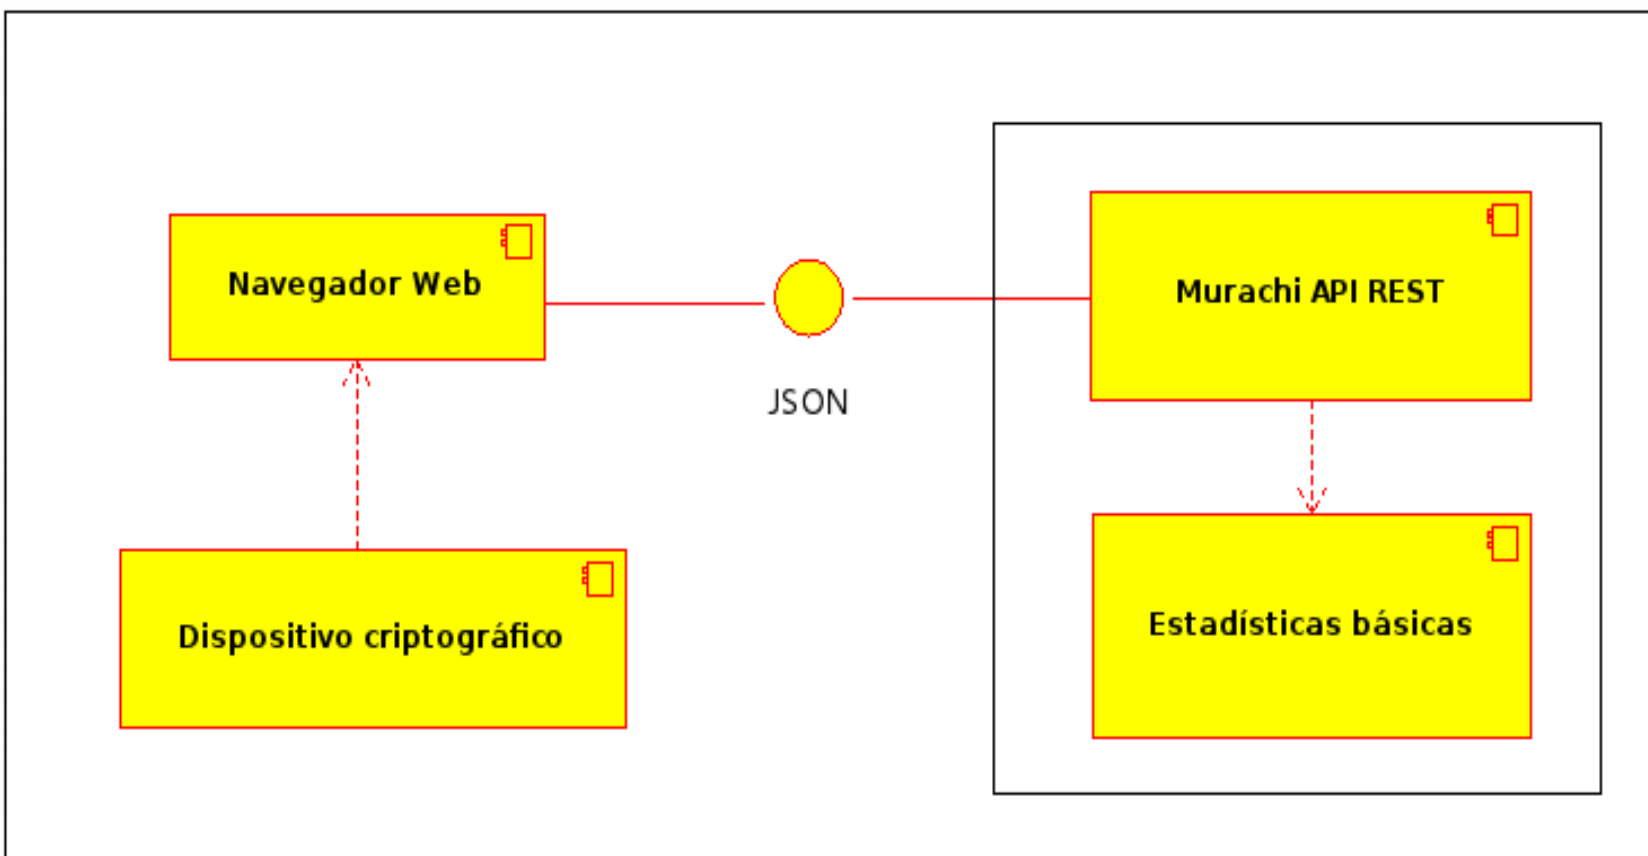 Navegador Web
Murachi API REST
JSON
Dispositivo criptográfico
Estadísticas básicas